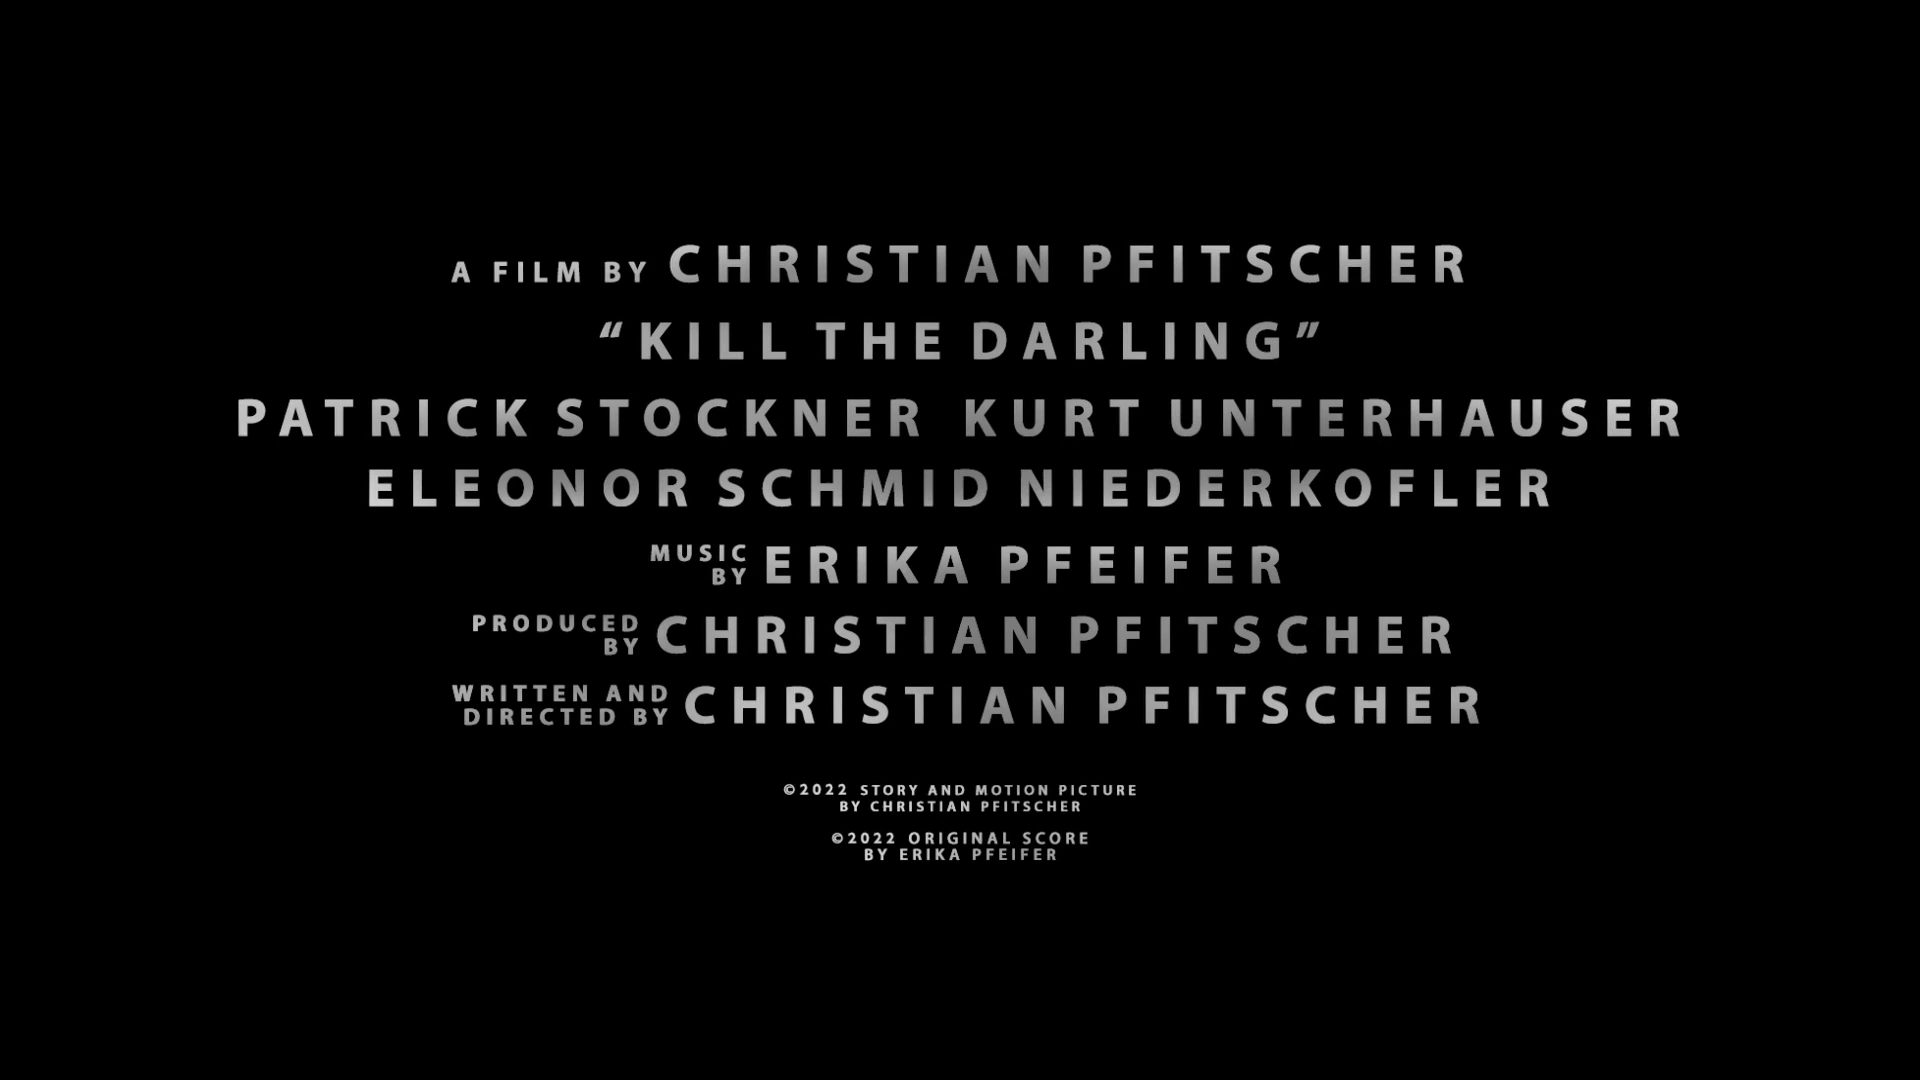 A FILM BY CHRISTIAN PFITSCHER
“KILL THE DARLING”
PATRICK STOCKNER KURT UNTERHAUSER
ELEONOR SCHMID NIEDERKOFLER
MUSIC BY ERIKA PFEIFER
PRODUCED BY CHRISTIAN PFITSCHER
WRITTEN AND DIRECTED BY CHRISTIAN PFITSCHER
©2022 STORY AND MOTION PICTURE
BY CHRISTIAN PFITSCHER
©2022 ORIGINAL SCORE
BY ERIKA PFEIFER